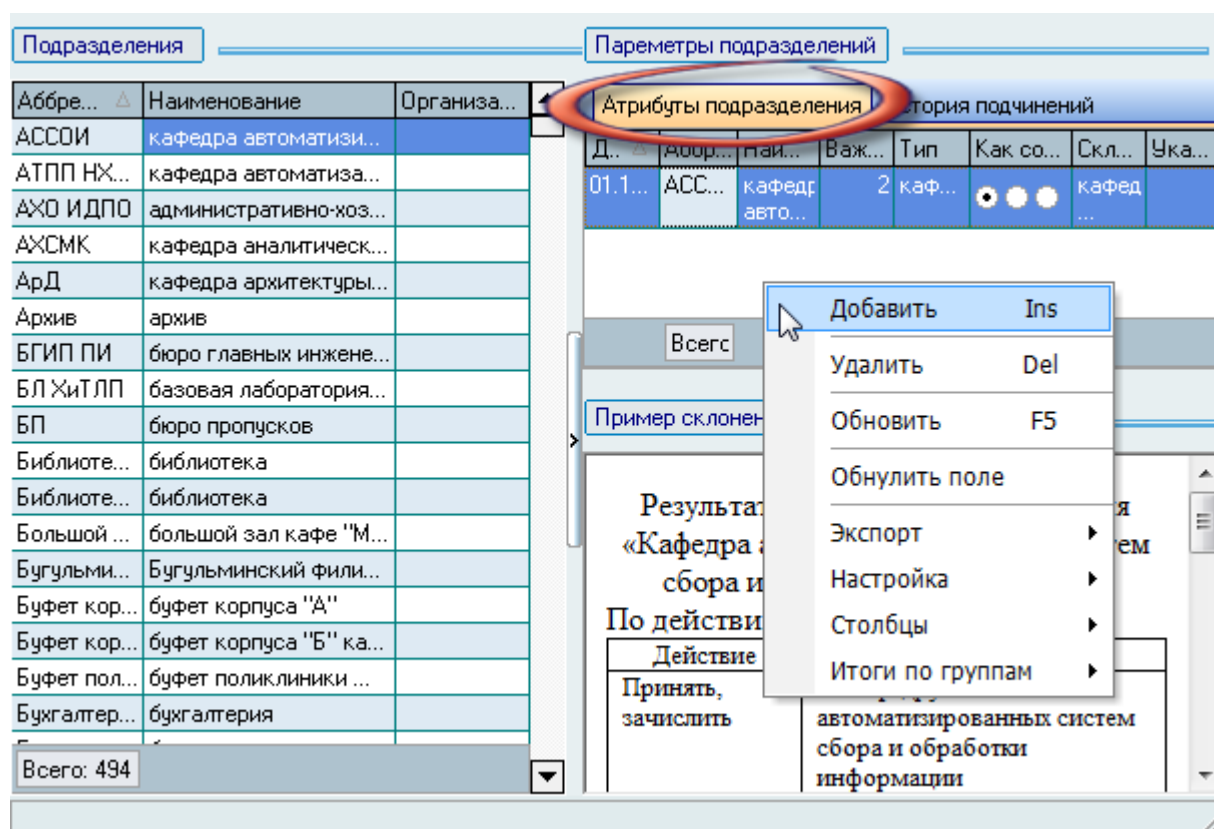 Подразделения
Пареметры подразделений
Аббре... Наименование Организа...
АССОИ кафедра автоматизи...
АТПП НХ... кафедра автоматиза...
АХО ИДПО административно-хоз...
АХСМК кафедра аналитическ...
АрД кафедра архитектуры...
Архив архив
БГИП ПИ бюро главных инжене...
БЛ ХиТЛП базовая лаборатория...
БП бюро пропусков
Библиоте... библиотека
Библиоте... библиотека
Большой ... большой зал кафе "М...
Бугульми... Бугульминский фили...
Буфет кор... буфет корпуса "А"
Буфет кор... буфет корпуса "Б" ка...
Буфет пол... буфет поликлиники ...
Бухгалтер... бухгалтерия
Всего: 494
Атрибуты подразделения тория подчинений
Д.. Аббр... Наи... Важ... Тип Как со... Скл... Ука...
01.1... АСС... кафедр 2 каф... кафед
авто... ...
Всегс
Добавить Ins
Удалить Del
Обновить F5
Обнулить поле
Экспорт
Настройка
Столбцы
Итоги по группам
Пример склонен
Результат я
«Кафедра а ем
сбора и
По действи
Действие
Принять,
зачислить автоматизированных систем
сбора и обработки
информации